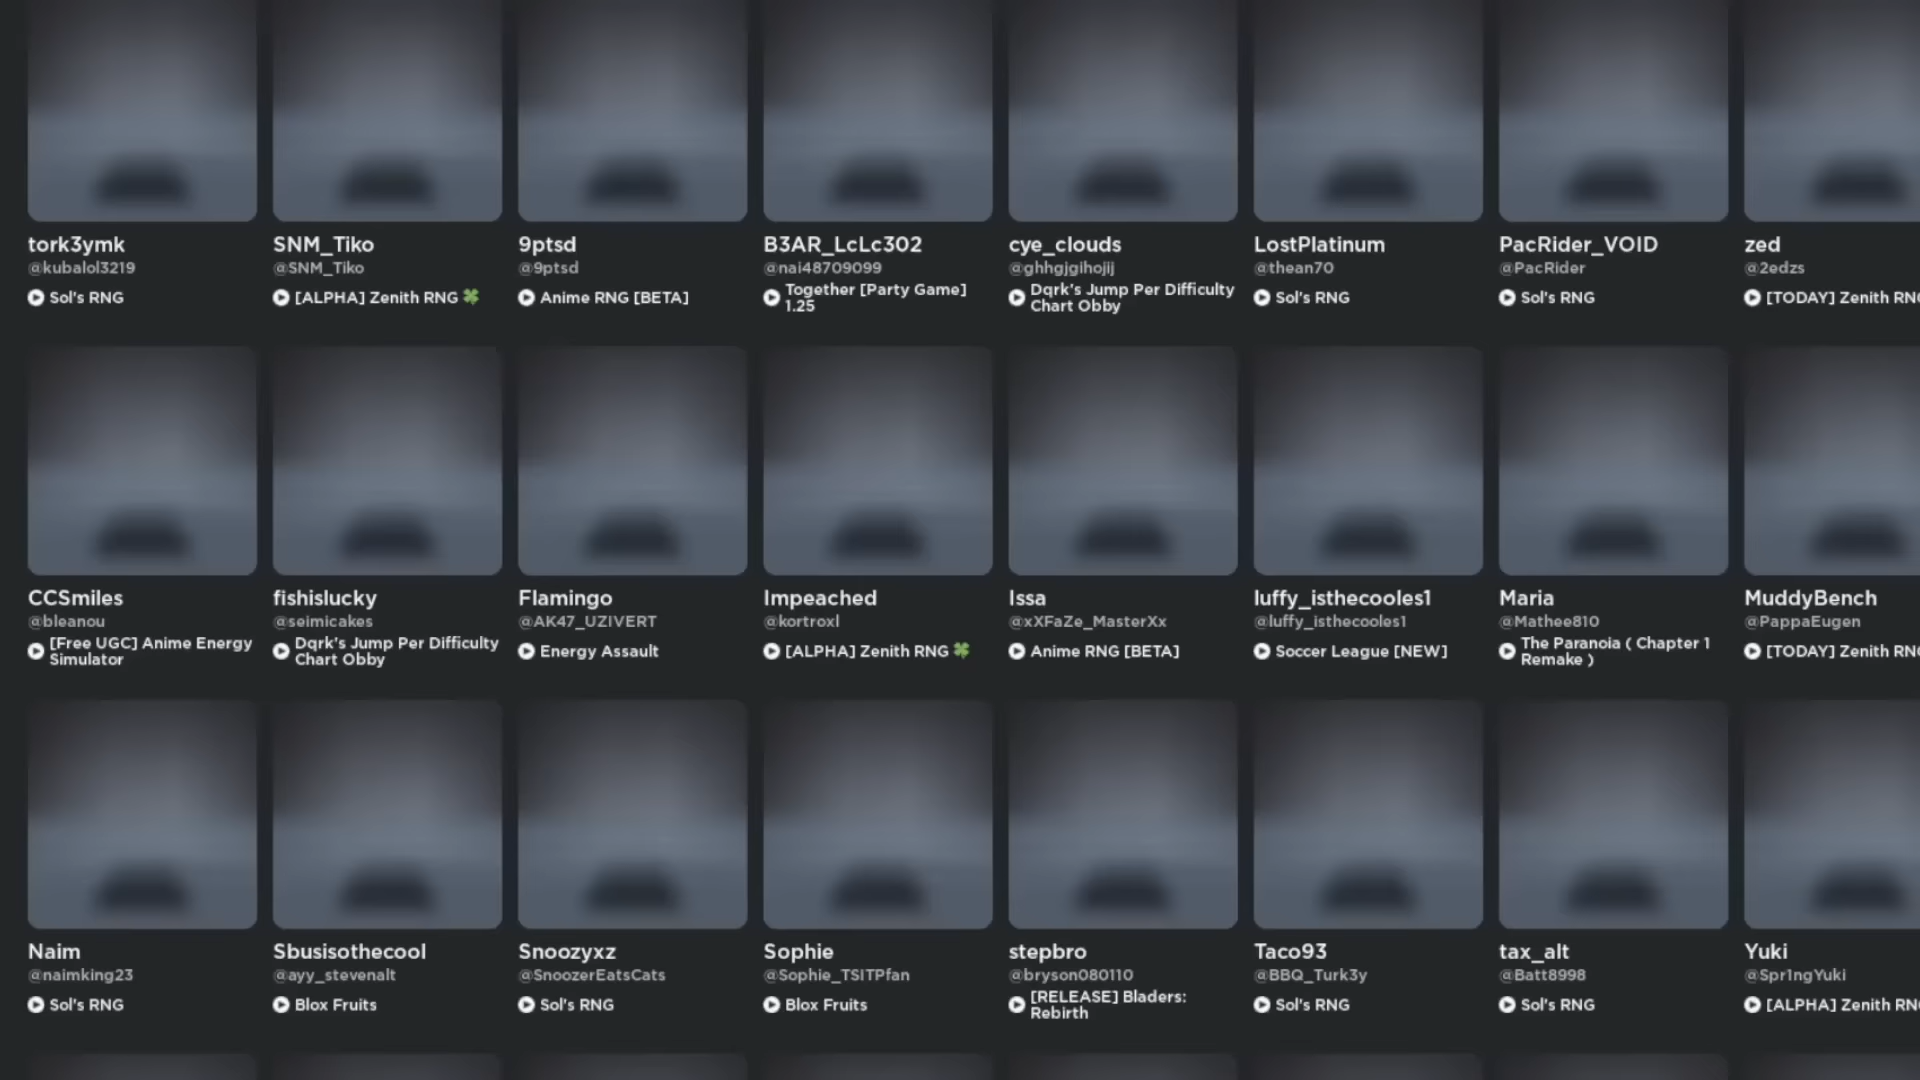 tork3ymk
@kubalol3219
Sol's RNG
SNM_Tiko
@SNM_Tiko
[ALPHA] Zenith RNG 🍀
9ptsd
@9ptsd
Anime RNG [BETA]
B3AR_LcLc302
@nai48709099
Together [Party Game]
1.25
cye_clouds
@ghhgjgihojij
Dqrk's Jump Per Difficulty
Chart Obby
LostPlatinum
@thean70
Sol's RNG
PacRider_VOID
@PacRider
Sol's RNG
zed
@2edzs
[TODAY] Zenith RNG
CCSmiles
@bleanou
[Free UGC] Anime Energy
Simulator
fishislucky
@seimicakes
Dqrk's Jump Per Difficulty
Chart Obby
Flamingo
@AK47_UZIVERT
Energy Assault
Impeached
@kortroxl
[ALPHA] Zenith RNG 🍀
Issa
@xXFaZe_MasterXx
Anime RNG [BETA]
luffy_isthecooles1
@luffy_isthecooles1
Soccer League [NEW]
Maria
@Mathee810
The Paranoia ( Chapter 1
Remake )
MuddyBench
@PappaEugen
[TODAY] Zenith RNG
Naim
@naimking23
Sol's RNG
Sbusisothecool
@ayy_stevenalt
Blox Fruits
Snoozyxz
@SnoozerEatsCats
Sol's RNG
Sophie
@Sophie_TSITPfan
Blox Fruits
stepbro
@bryson080110
[RELEASE] Bladers:
Rebirth
Taco93
@BBQ_Turk3y
Sol's RNG
tax_alt
@Batt8998
Sol's RNG
Yuki
@Spr1ngYuki
[ALPHA] Zenith RNG